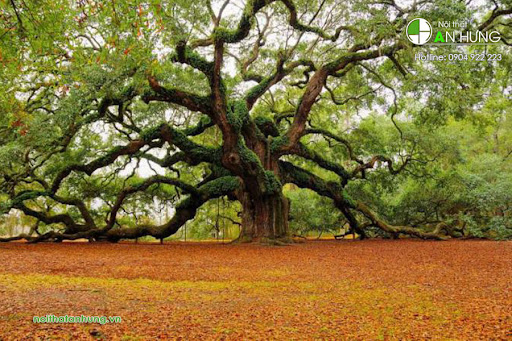 Nội thất
AN HUNG
Hotline: 0904 922 223
noithatanhung.vn